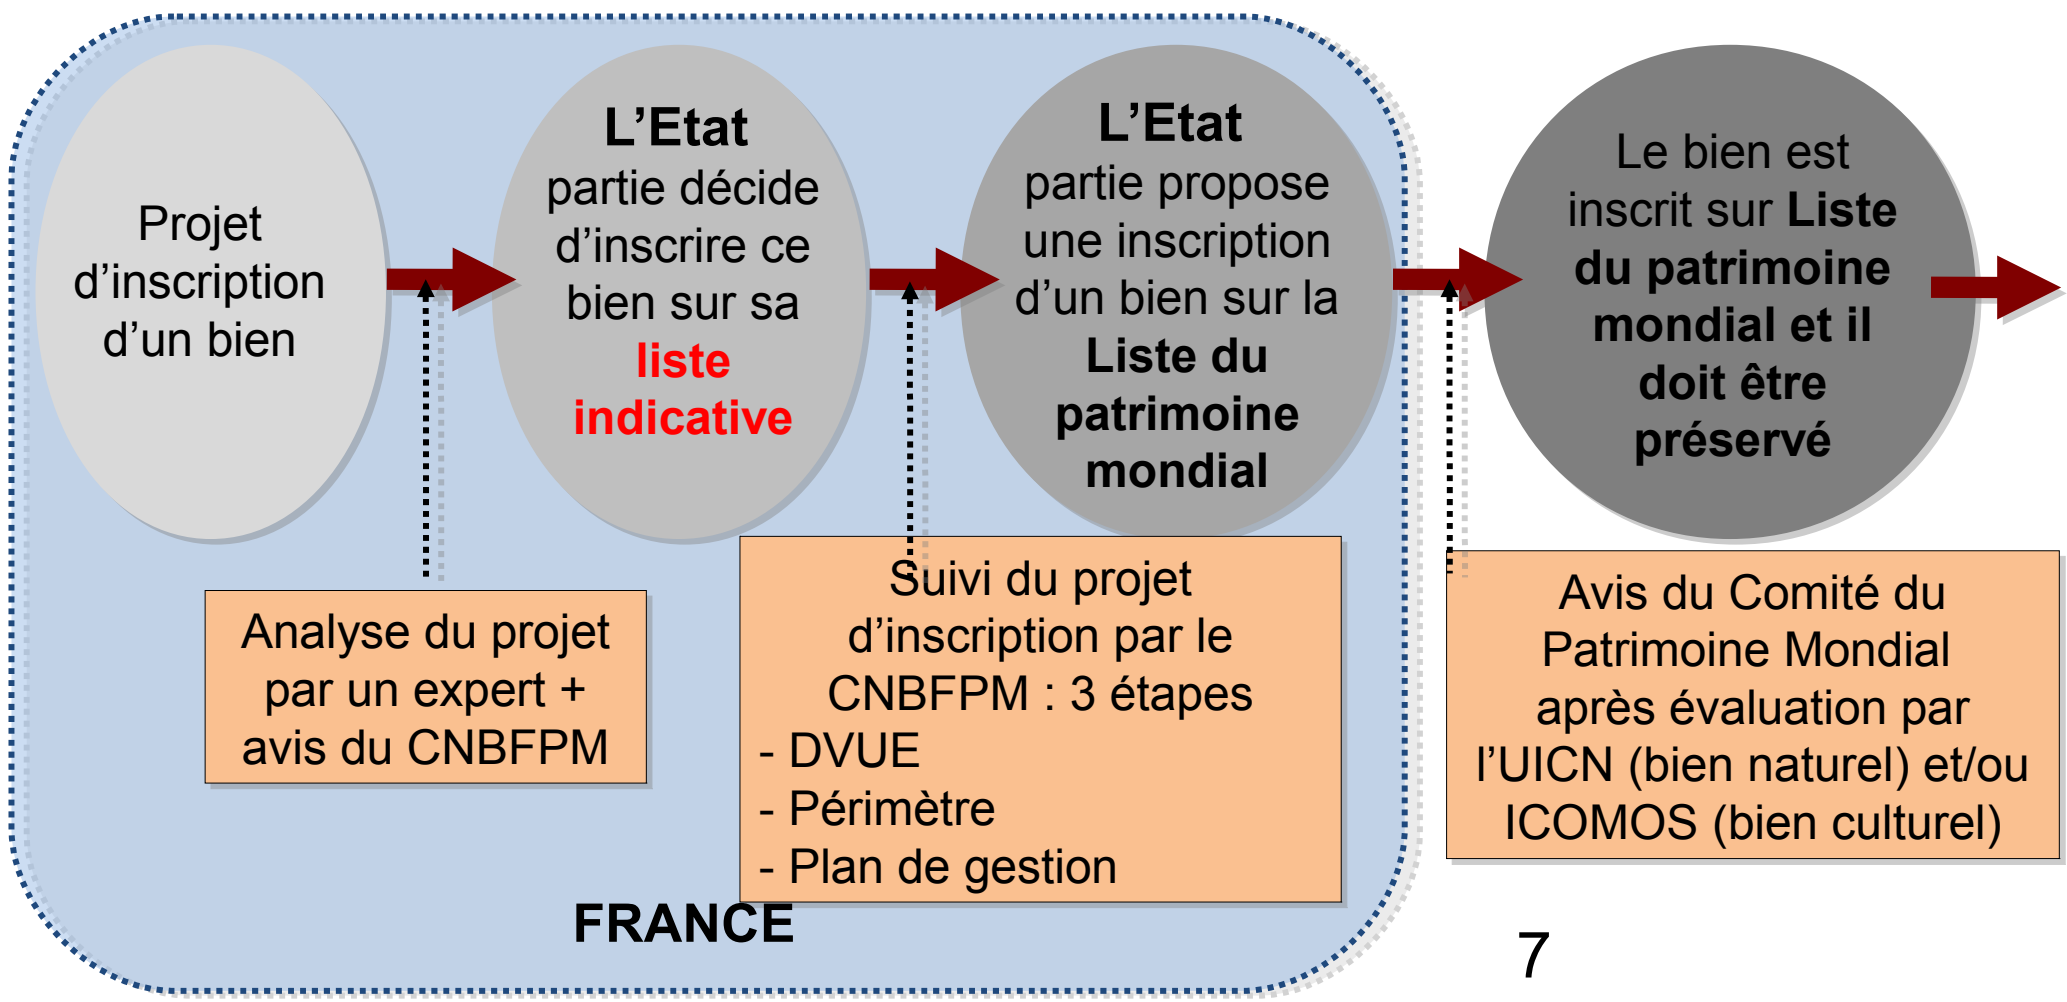 Projet
d’inscription
d’un bien
L’Etat
partie décide
d’inscrire ce
bien sur sa
liste
indicative
L’Etat
partie propose
une inscription
d’un bien sur la
Liste du
patrimoine
mondial
Le bien est
inscrit sur Liste
du patrimoine
mondial et il
doit être
préservé
Analyse du projet
par un expert +
avis du CNBFPM
Suivi du projet
d’inscription par le
CNBFPM : 3 étapes
- DVUE
- Périmètre
- Plan de gestion
Avis du Comité du
Patrimoine Mondial
après évaluation par
l’UICN (bien naturel) et/ou
ICOMOS (bien culturel)
FRANCE
7